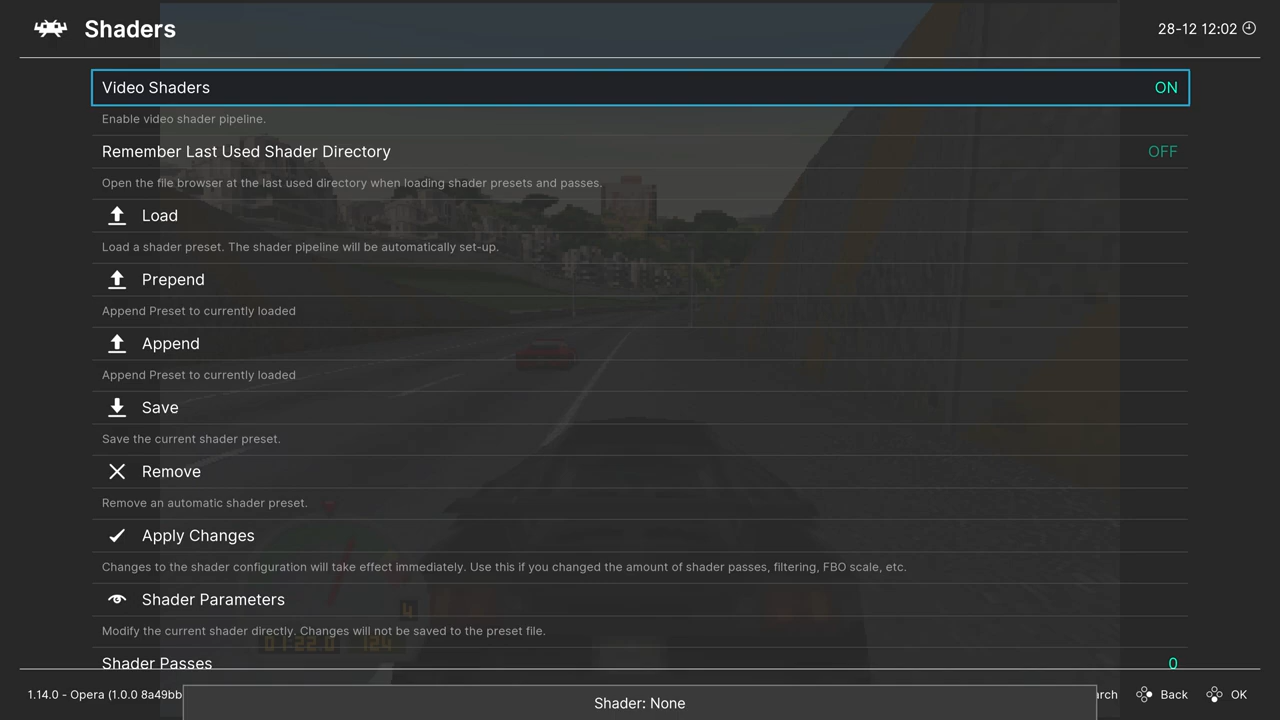 Shaders
28-12 12:02
Video Shaders ON
Enable video shader pipeline.
Remember Last Used Shader Directory OFF
Open the file browser at the last used directory when loading shader presets and passes.
Load
Load a shader preset. The shader pipeline will be automatically set-up.
Prepend
Append Preset to currently loaded
Append
Append Preset to currently loaded
Save
Save the current shader preset.
Remove
Remove an automatic shader preset.
Apply Changes
Changes to the shader configuration will take effect immediately. Use this if you changed the amount of shader passes, filtering, FBO scale, etc.
Shader Parameters
4
Modify the current shader directly. Changes will not be saved to the preset file.
01:22.0 124
Shader Passes 0
1.14.0 - Opera (1.0.0 8a49bb
Shader: None
arch Back OK